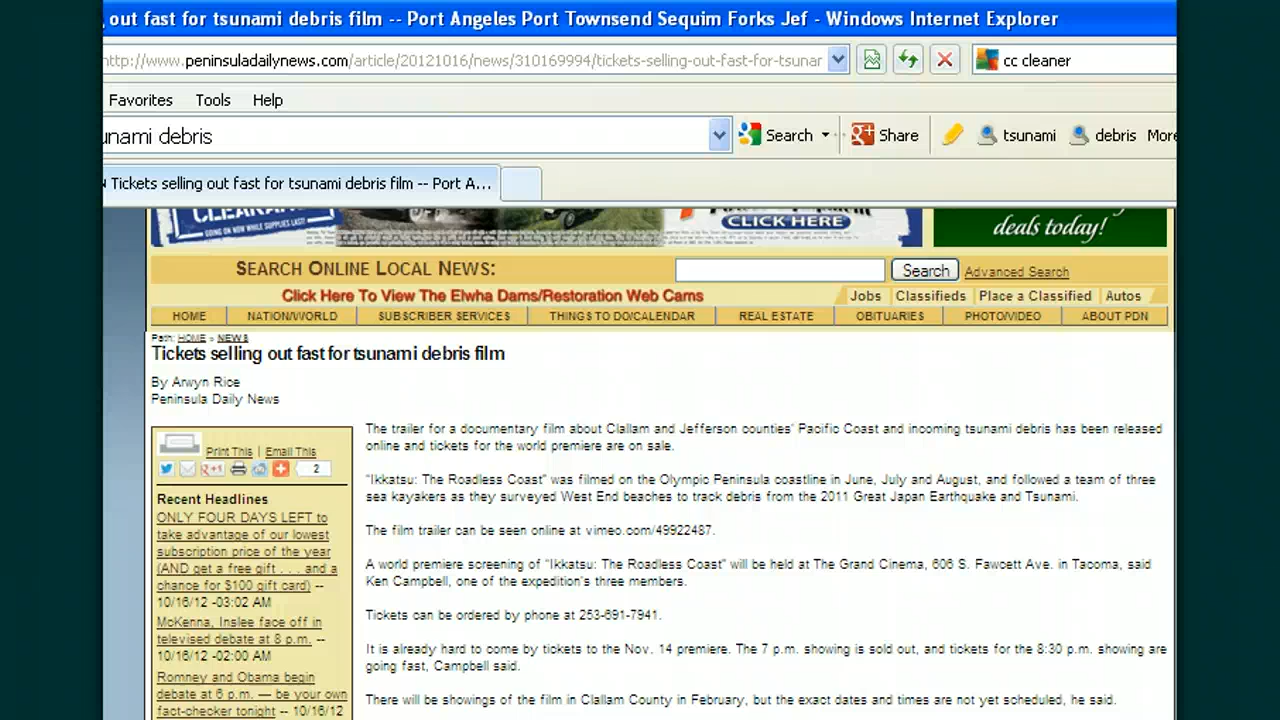 out fast for tsunami debris film -- Port Angeles Port Townsend Sequim Forks Jef - Windows Internet Explorer
http://www.peninsuladailynews.com/article/20121016/news/310169994/tickets-selling-out-fast-for-tsunar
cc cleaner
Favorites Tools Help
unami debris
Search Share tsunami debris More
Tickets selling out fast for tsunami debris film -- Port A...
CLEARANCE
GOING ON NOW WHILE SUPPLIES LAST!
CLICK HERE
deals today!
SEARCH ONLINE LOCAL NEWS:
Search Advanced Search
Click Here To View The Elwha Dams/Restoration Web Cams
Jobs Classifieds Place a Classified Autos
HOME NATION/WORLD SUBSCRIBER SERVICES THINGS TO DO/CALENDAR REAL ESTATE OBITUARIES PHOTO/VIDEO ABOUT PDN
Path: HOME » NEWS
Tickets selling out fast for tsunami debris film
By Arwyn Rice
Peninsula Daily News
Print This | Email This
+1 2
Recent Headlines
ONLY FOUR DAYS LEFT to
take advantage of our lowest
subscription price of the year
(AND get a free gift . . . and a
chance for $100 gift card) --
10/16/12 -03:02 AM
McKenna, Inslee face off in
televised debate at 8 p.m. --
10/16/12 -02:00 AM
Romney and Obama begin
debate at 6 p.m. — be your own
fact-checker tonight -- 10/16/12
The trailer for a documentary film about Clallam and Jefferson counties' Pacific Coast and incoming tsunami debris has been released
online and tickets for the world premiere are on sale.
“Ikkatsu: The Roadless Coast” was filmed on the Olympic Peninsula coastline in June, July and August, and followed a team of three
sea kayakers as they surveyed West End beaches to track debris from the 2011 Great Japan Earthquake and Tsunami.
The film trailer can be seen online at vimeo.com/49922487.
A world premiere screening of “Ikkatsu: The Roadless Coast” will be held at The Grand Cinema, 606 S. Fawcett Ave. in Tacoma, said
Ken Campbell, one of the expedition's three members.
Tickets can be ordered by phone at 253-691-7941.
It is already hard to come by tickets to the Nov. 14 premiere. The 7 p.m. showing is sold out, and tickets for the 8:30 p.m. showing are
going fast, Campbell said.
There will be showings of the film in Clallam County in February, but the exact dates and times are not yet scheduled, he said.